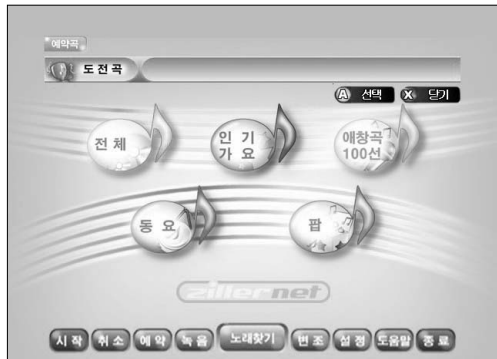 예약곡
도전곡
A 선택 X 닫기
전체
인기
가요
애창곡
100선
동요
팝
zillernet
시작 취소 예약 녹음 노래찾기 변조 설정 도움말 종료